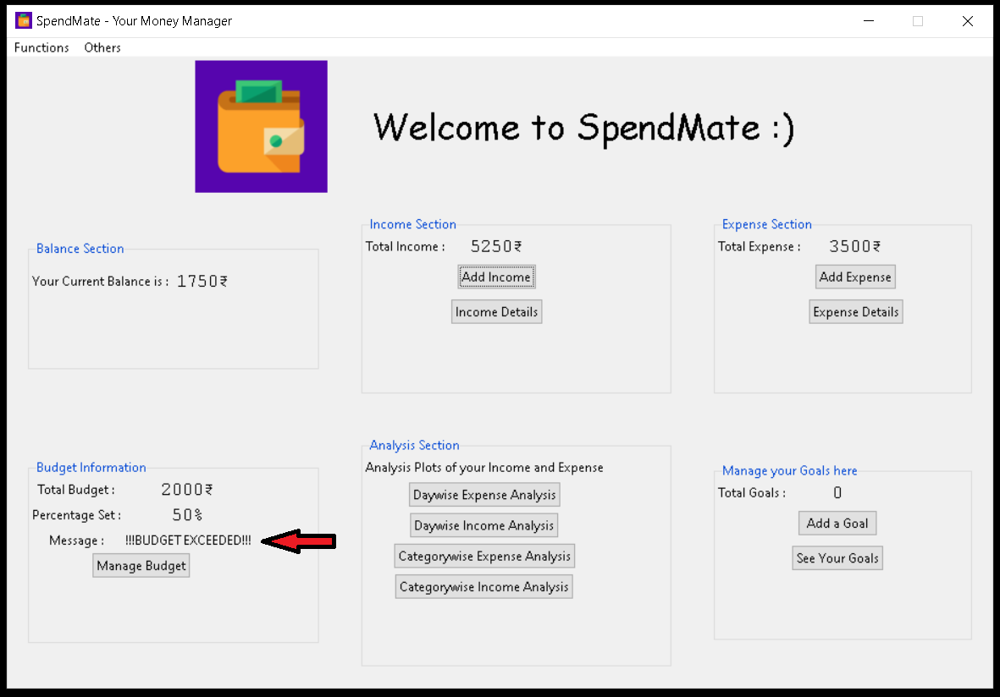 SpendMate - Your Money Manager
Functions Others
Welcome to SpendMate :)
Balance Section
Your Current Balance is : 1750₹
Income Section
Total Income : 5250₹
Add Income
Income Details
Expense Section
Total Expense : 3500₹
Add Expense
Expense Details
Budget Information
Total Budget : 2000₹
Percentage Set : 50%
Message : !!!BUDGET EXCEEDED!!!
Manage Budget
Analysis Section
Analysis Plots of your Income and Expense
Daywise Expense Analysis
Daywise Income Analysis
Categorywise Expense Analysis
Categorywise Income Analysis
Manage your Goals here
Total Goals : 0
Add a Goal
See Your Goals